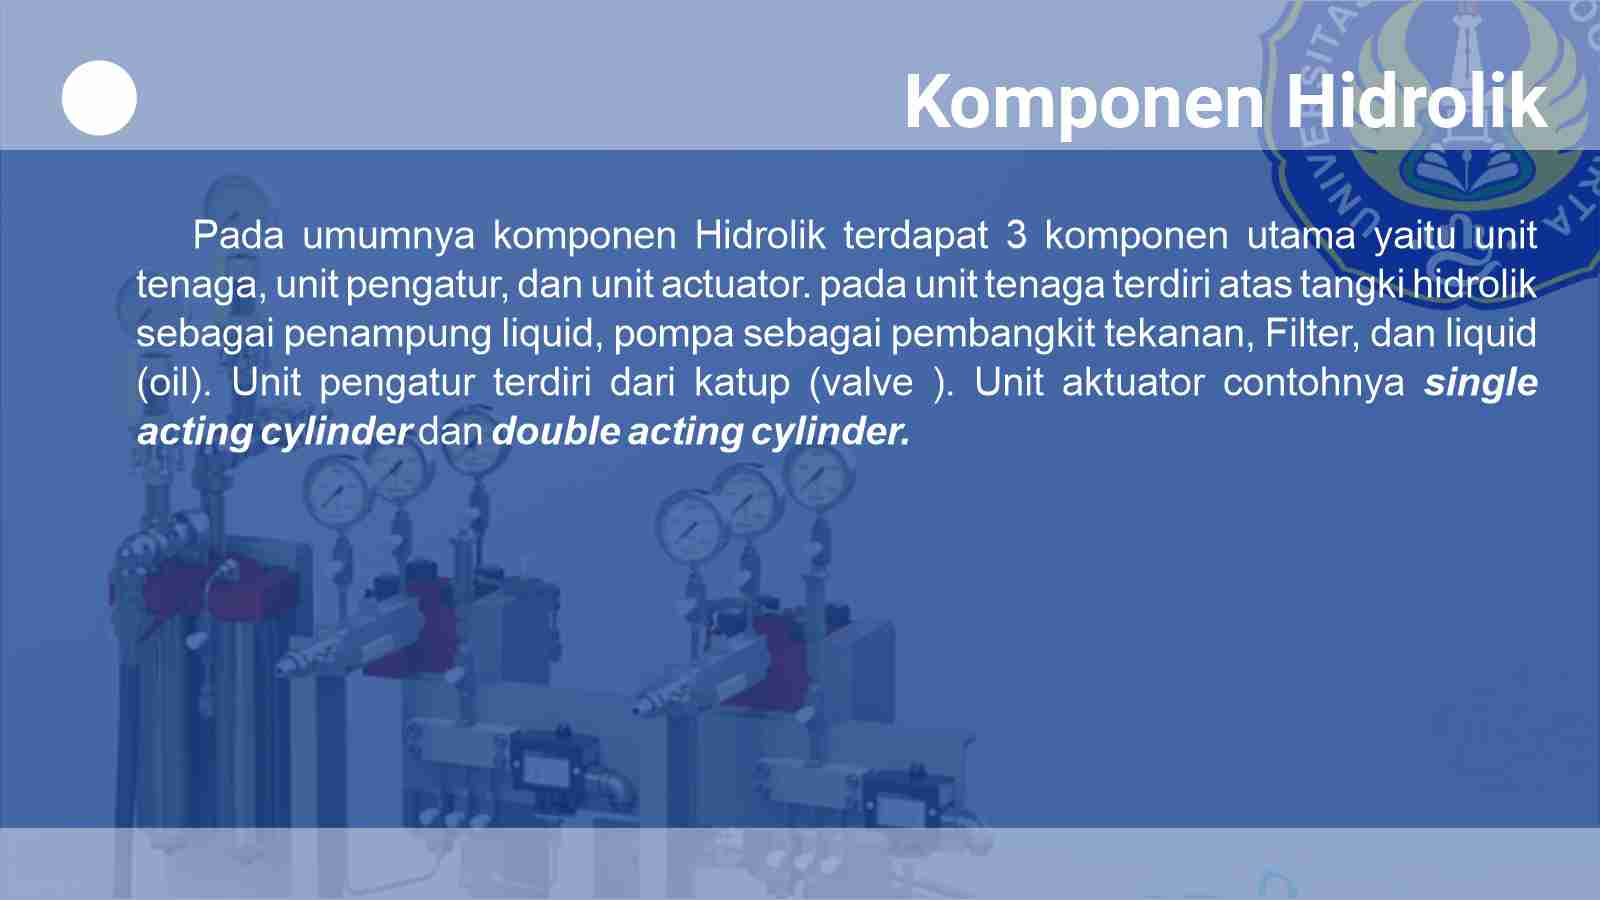 Komponen Hidrolik
Pada umumnya komponen Hidrolik terdapat 3 komponen utama yaitu unit
tenaga, unit pengatur, dan unit actuator. pada unit tenaga terdiri atas tangki hidrolik
sebagai penampung liquid, pompa sebagai pembangkit tekanan, Filter, dan liquid
(oil). Unit pengatur terdiri dari katup (valve ). Unit aktuator contohnya single
acting cylinder dan double acting cylinder.